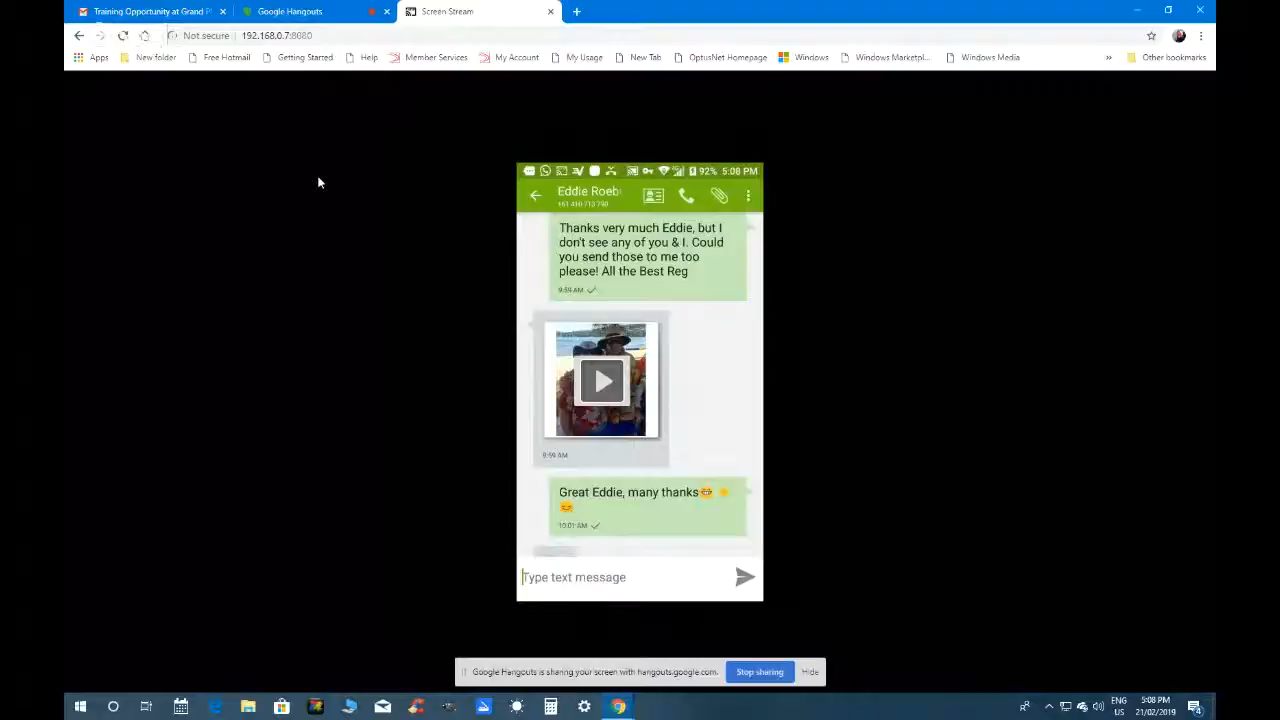 Training Opportunity at Grand P
Google Hangouts
Screen Stream
Not secure
192.168.0.7:8080
Apps
New folder
Free Hotmail
Getting Started
Help
Member Services
My Account
My Usage
New Tab
OptusNet Homepage
Windows
Windows Marketpl...
Windows Media
»
Other bookmarks
92% 5:08 PM
Eddie Roeb
Thanks very much Eddie, but I
don't see any of you & I. Could
you send those to me too
please! All the Best Reg
9:59 AM
9:59 AM
Great Eddie, many thanks
10:01 AM
Type text message
Google Hangouts is sharing your screen with hangouts.google.com.
Stop sharing
Hide
ENG
US
5:08 PM
21/02/2019